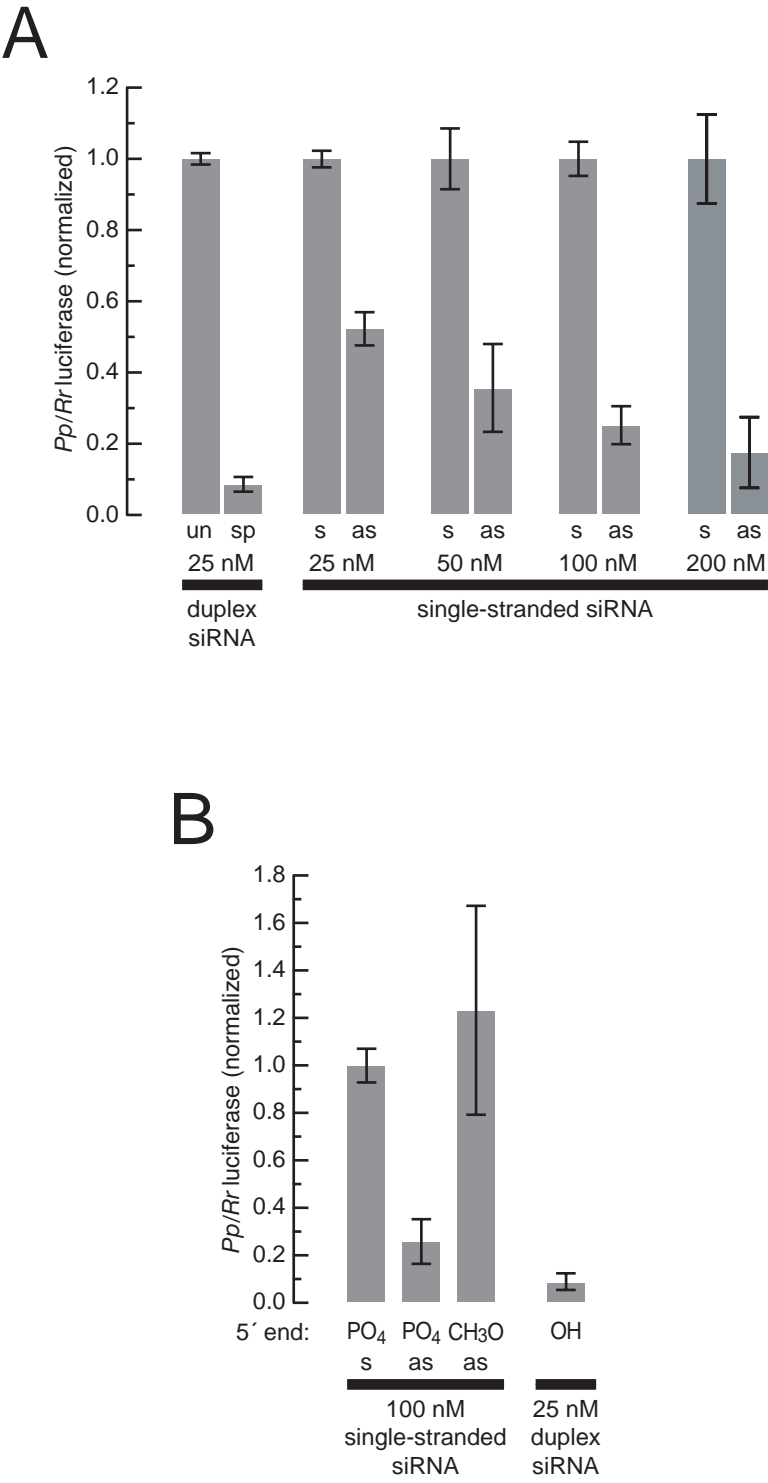 A
Pp/Rr luciferase (normalized)
1.2
1.0
0.8
0.6
0.4
0.2
0.0
un sp s as s as s as s as
25 nM 25 nM 50 nM 100 nM 200 nM
duplex single-stranded siRNA
siRNA
B
Pp/Rr luciferase (normalized)
1.8
1.6
1.4
1.2
1.0
0.8
0.6
0.4
0.2
0.0
5´ end: PO4 PO4 CH3O OH
s as as
100 nM 25 nM
single-stranded duplex
siRNA siRNA